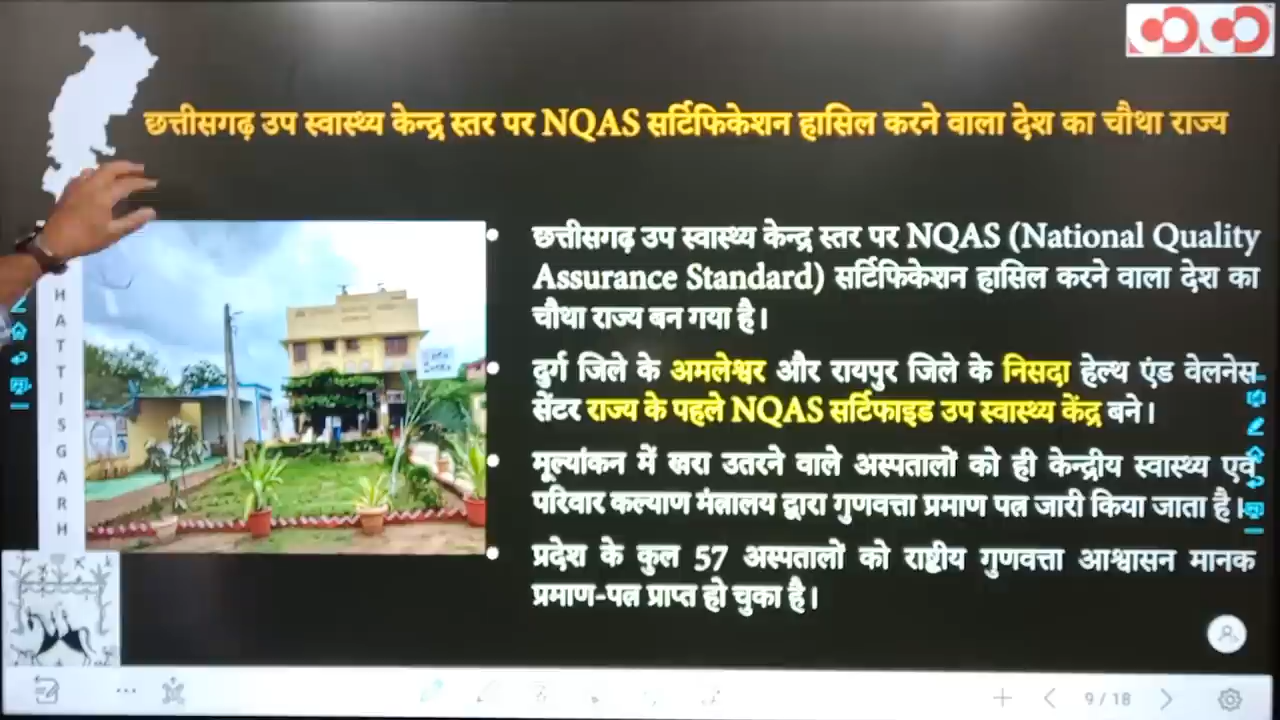 छत्तीसगढ़ उप स्वास्थ्य केन्द्र स्तर पर NQAS सर्टिफिकेशन हासिल करने वाला देश का चौथा राज्य
छत्तीसगढ़ उप स्वास्थ्य केन्द्र स्तर पर NQAS (National Quality
Assurance Standard) सर्टिफिकेशन हासिल करने वाला देश का
चौथा राज्य बन गया है।
दुर्ग जिले के अमलेश्वर और रायपुर जिले के निसदा हेल्थ एंड वेलनेस
सेंटर राज्य के पहले NQAS सर्टिफाइड उप स्वास्थ्य केंद्र बने।
मूल्यांकन में खरा उतरने वाले अस्पतालों को ही केन्द्रीय स्वास्थ्य एवं
परिवार कल्याण मंत्रालय द्वारा गुणवत्ता प्रमाण पत्र जारी किया जाता है।
प्रदेश के कुल 57 अस्पतालों को राष्ट्रीय गुणवत्ता आश्वासन मानक
प्रमाण-पत्र प्राप्त हो चुका है।
HATTISGARH
9 / 18